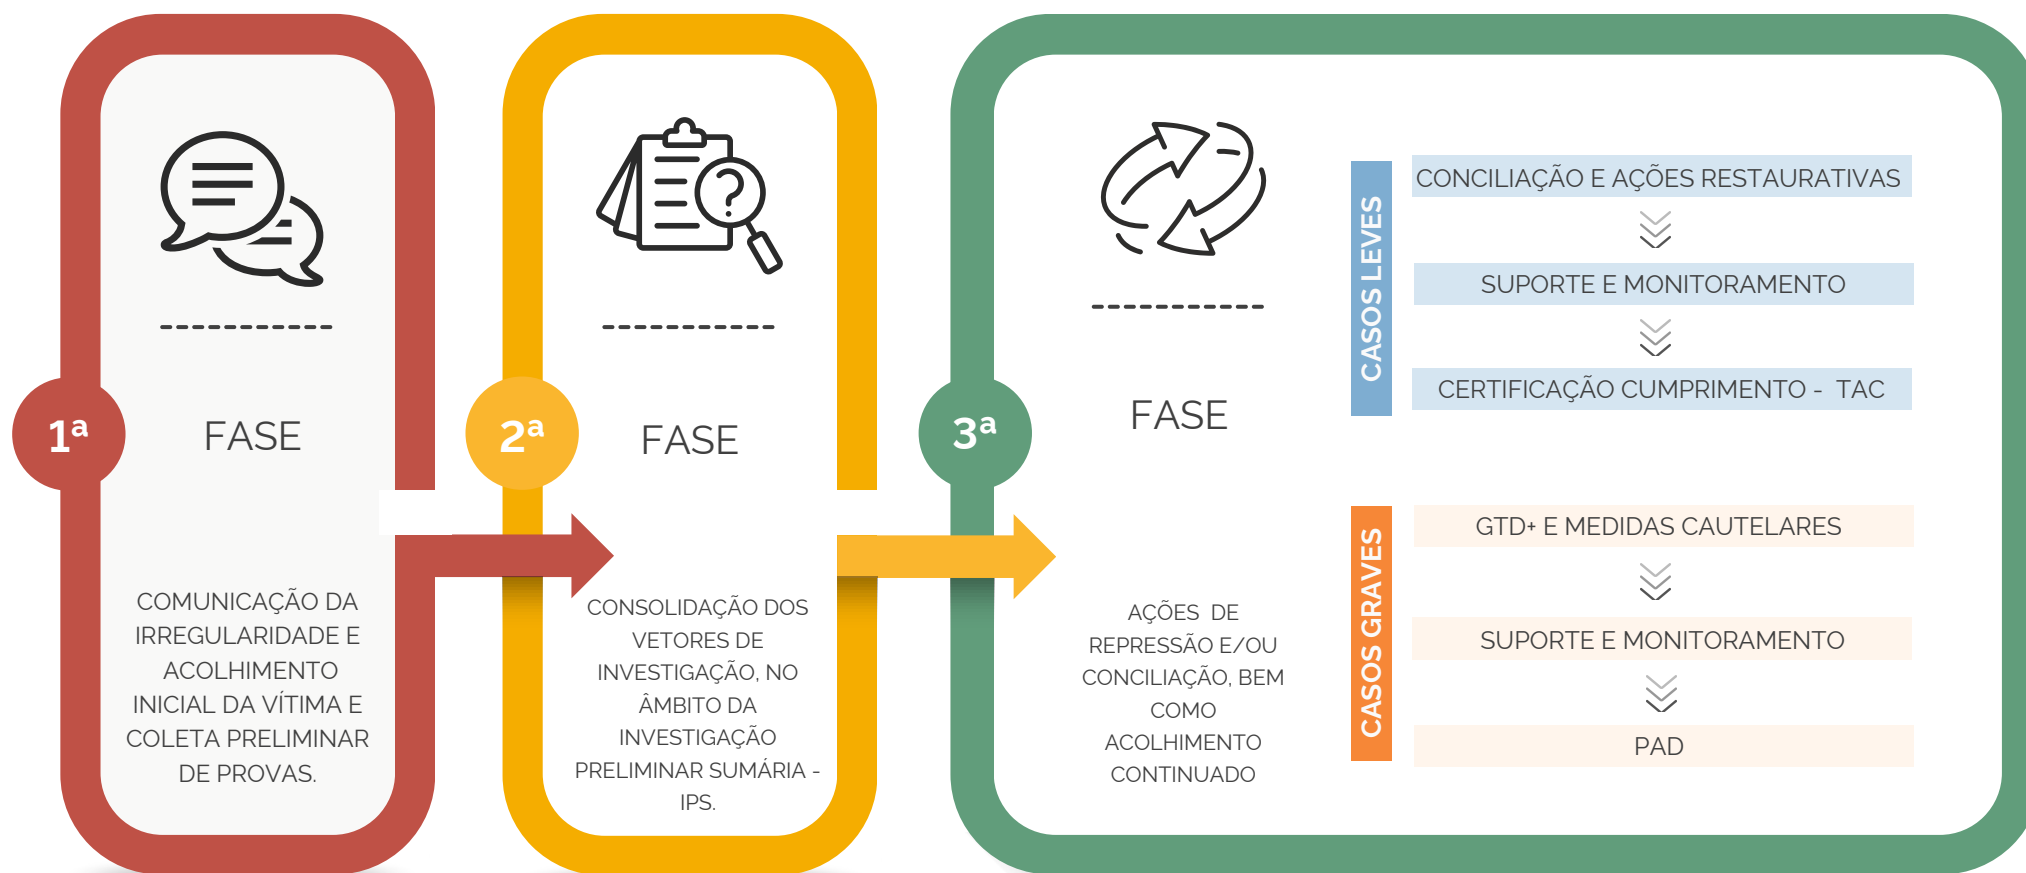 1ª
FASE
COMUNICAÇÃO DA
IRREGULARIDADE E
ACOLHIMENTO
INICIAL DA VÍTIMA E
COLETA PRELIMINAR
DE PROVAS.
2ª
FASE
CONSOLIDAÇÃO DOS
VETORES DE
INVESTIGAÇÃO, NO
ÂMBITO DA
INVESTIGAÇÃO
PRELIMINAR SUMÁRIA -
IPS.
3ª
FASE
AÇÕES DE
REPRESSÃO E/OU
CONCILIAÇÃO, BEM
COMO
ACOLHIMENTO
CONTINUADO
CASOS LEVES
CONCILIAÇÃO E AÇÕES RESTAURATIVAS
SUPORTE E MONITORAMENTO
CERTIFICAÇÃO CUMPRIMENTO - TAC
CASOS GRAVES
GTD+ E MEDIDAS CAUTELARES
SUPORTE E MONITORAMENTO
PAD